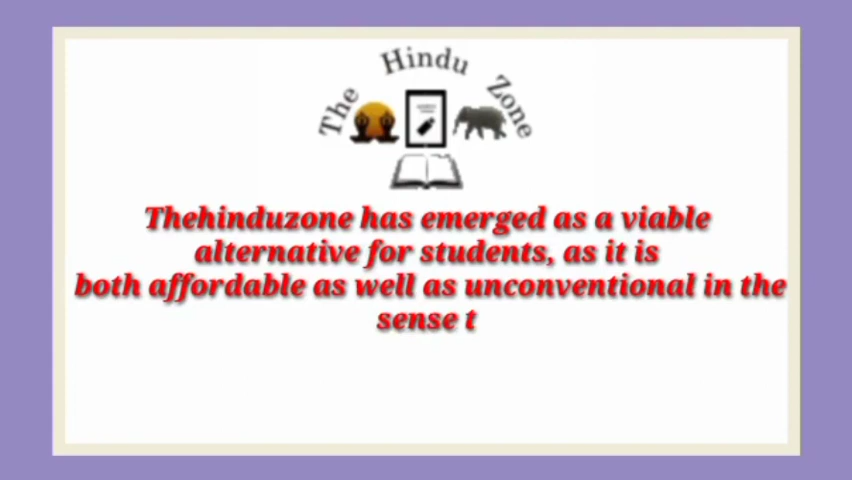 The Hindu Zone
Thehinduzone has emerged as a viable
alternative for students, as it is
both affordable as well as unconventional in the
sense t